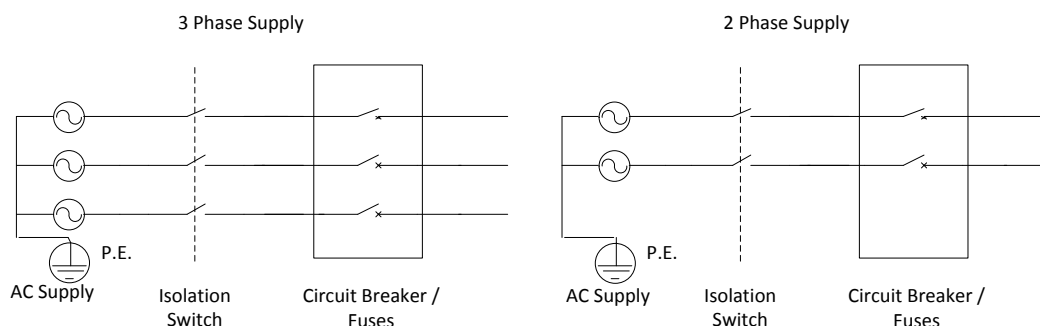 3 Phase Supply
2 Phase Supply
P.E.
P.E.
AC Supply
Isolation
Switch
Circuit Breaker /
Fuses
AC Supply
Isolation
Switch
Circuit Breaker /
Fuses